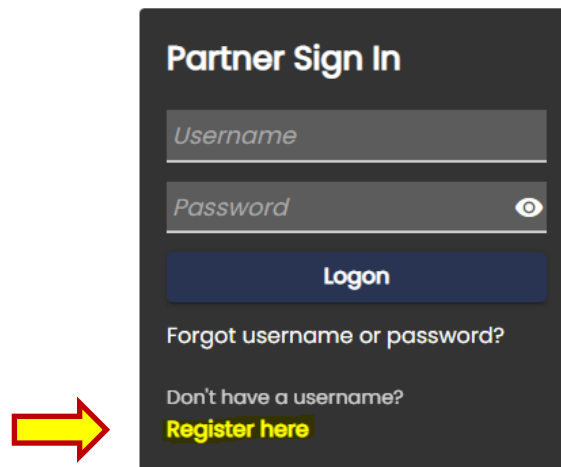 Partner Sign In
Username
Password
Logon
Forgot username or password?
Don't have a username?
Register here